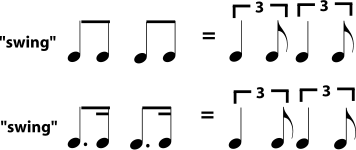 "swing" = 3 3
"swing" = 3 3